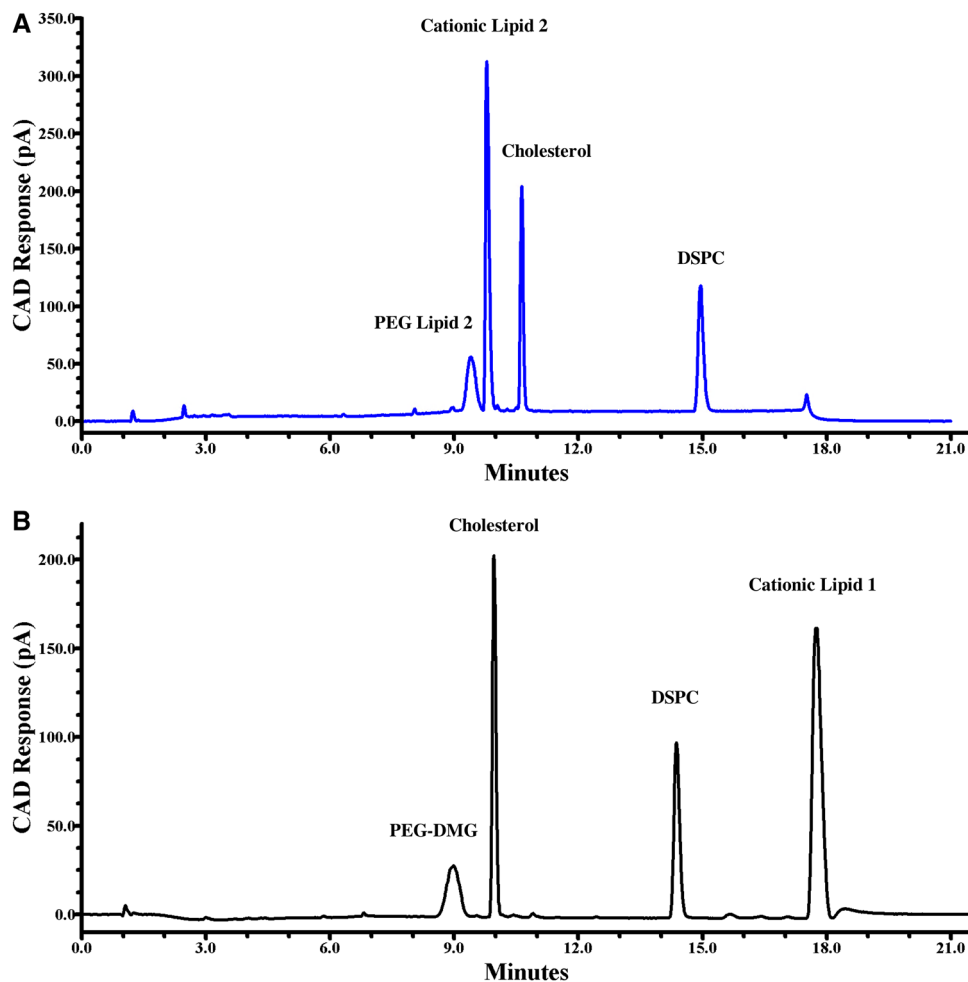 A
CAD Response (pA)
350.0
300.0
250.0
200.0
150.0
100.0
50.0
0.0
Cationic Lipid 2
Cholesterol
DSPC
PEG Lipid 2
0.0 3.0 6.0 9.0 12.0 15.0 18.0 21.0
Minutes
B
CAD Response (pA)
200.0
150.0
100.0
50.0
0.0
Cholesterol
Cationic Lipid 1
DSPC
PEG-DMG
0.0 3.0 6.0 9.0 12.0 15.0 18.0 21.0
Minutes